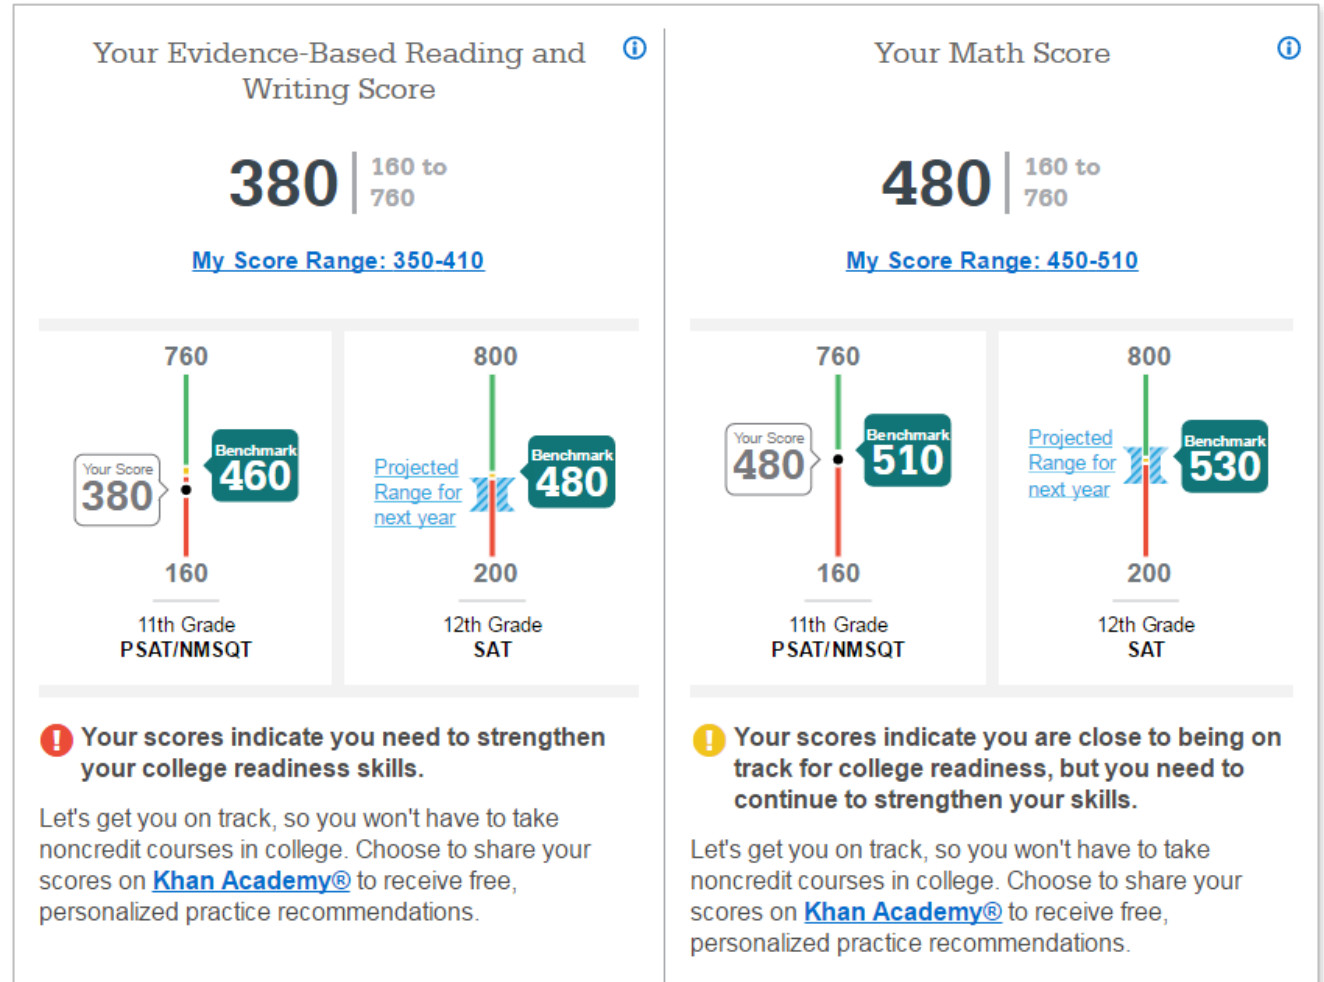 Your Evidence-Based Reading and
Writing Score
380
160 to
760
My Score Range: 350-410
760
Your Score
380
Benchmark
460
160
11th Grade
PSAT/NMSQT
800
Projected
Range for
next year
Benchmark
480
200
12th Grade
SAT
Your scores indicate you need to strengthen
your college readiness skills.
Let's get you on track, so you won't have to take
noncredit courses in college. Choose to share your
scores on Khan Academy® to receive free,
personalized practice recommendations.
Your Math Score
480
160 to
760
My Score Range: 450-510
760
Your Score
480
Benchmark
510
160
11th Grade
PSAT/NMSQT
800
Projected
Range for
next year
Benchmark
530
200
12th Grade
SAT
Your scores indicate you are close to being on
track for college readiness, but you need to
continue to strengthen your skills.
Let's get you on track, so you won't have to take
noncredit courses in college. Choose to share your
scores on Khan Academy® to receive free,
personalized practice recommendations.